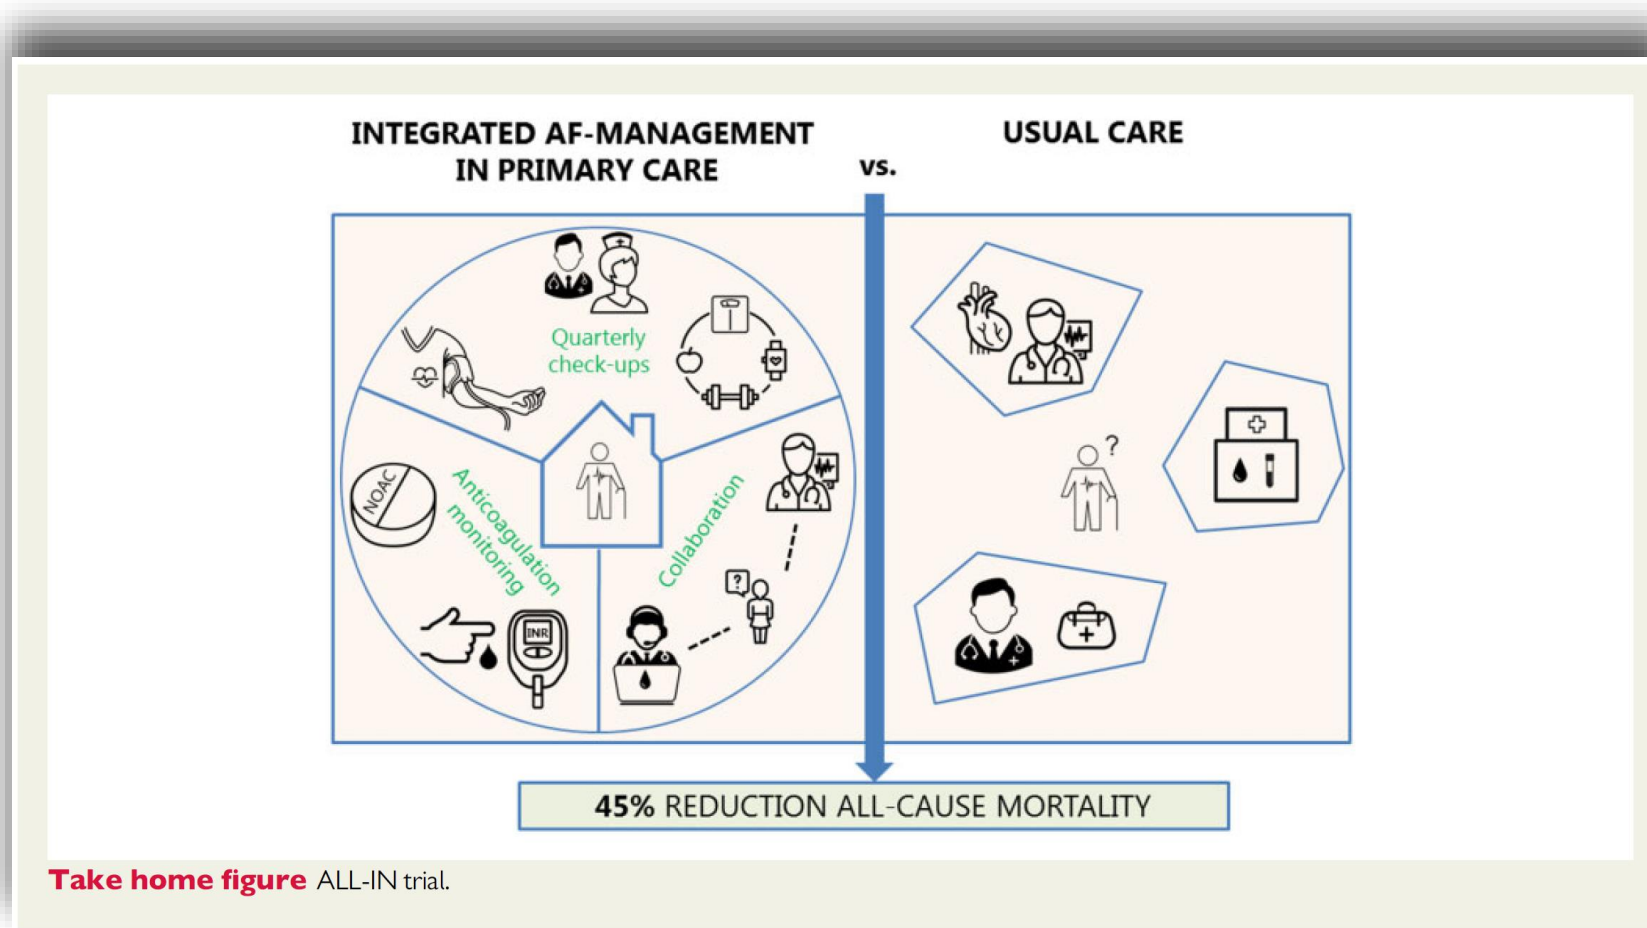 INTEGRATED AF-MANAGEMENT
IN PRIMARY CARE
vs.
USUAL CARE
Quarterly
check-ups
NOAC
Anticoagulation
monitoring
INR
Collaboration
?
?
45% REDUCTION ALL-CAUSE MORTALITY
Take home figure ALL-IN trial.